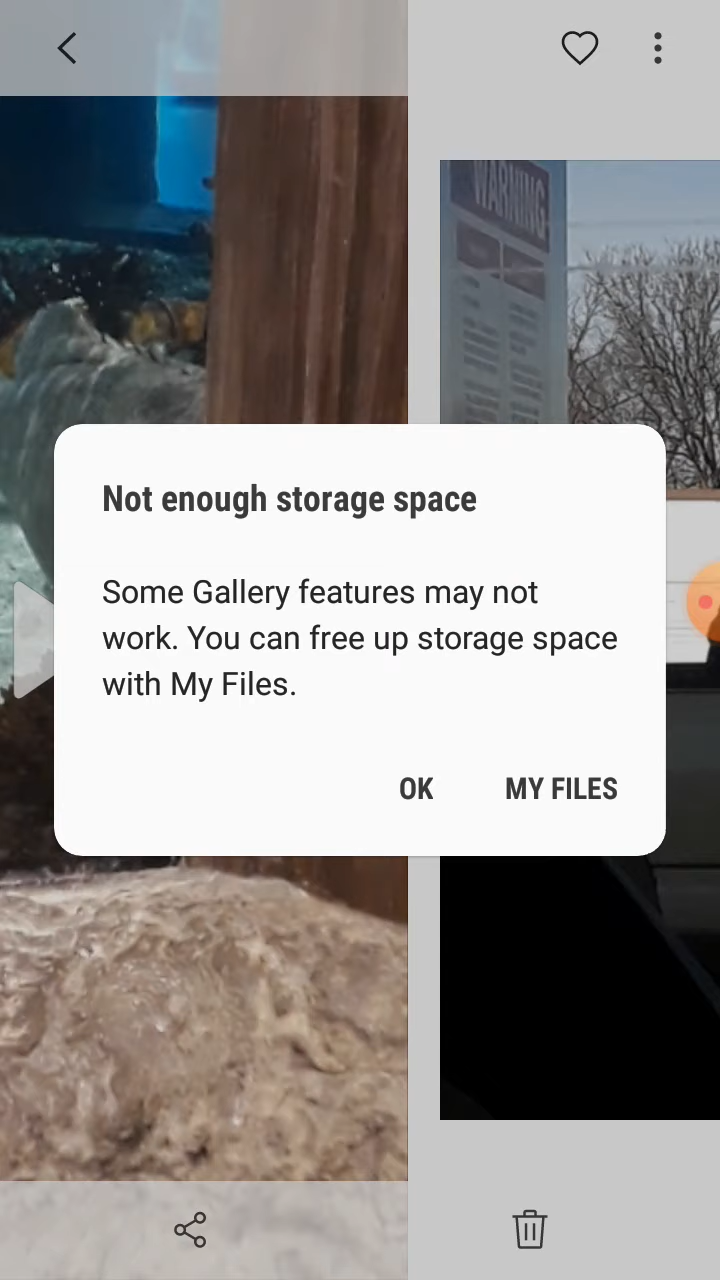 WARNING
Not enough storage space
Some Gallery features may not
work. You can free up storage space
with My Files.
OK MY FILES